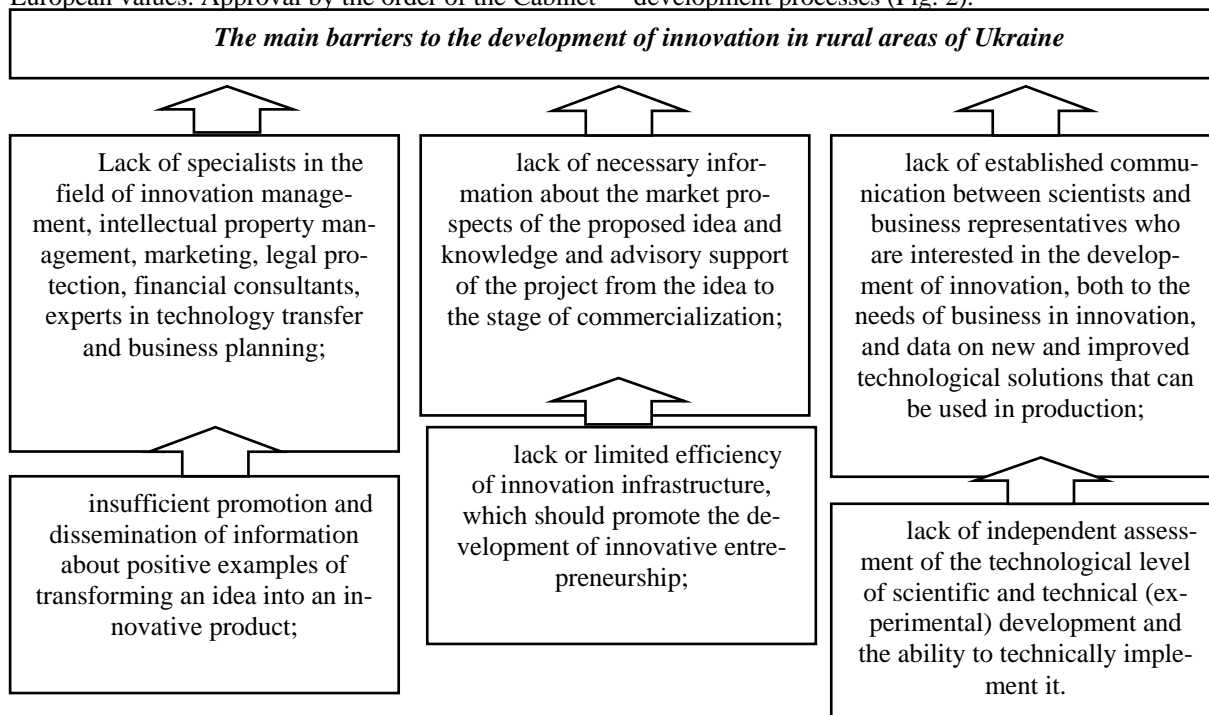 European values. Approval by the order of the Cabinet development processes (Fig. 2).
The main barriers to the development of innovation in rural areas of Ukraine
Lack of specialists in the
field of innovation manage-
ment, intellectual property man-
agement, marketing, legal pro-
tection, financial consultants,
experts in technology transfer
and business planning;
lack of necessary infor-
mation about the market pro-
spects of the proposed idea and
knowledge and advisory support
of the project from the idea to
the stage of commercialization;
lack of established commu-
nication between scientists and
business representatives who
are interested in the develop-
ment of innovation, both to the
needs of business in innovation,
and data on new and improved
technological solutions that can
be used in production;
insufficient promotion and
dissemination of information
about positive examples of
transforming an idea into an in-
novative product;
lack or limited efficiency
of innovation infrastructure,
which should promote the de-
velopment of innovative entre-
preneurship;
lack of independent assess-
ment of the technological level
of scientific and technical (ex-
perimental) development and
the ability to technically imple-
ment it.